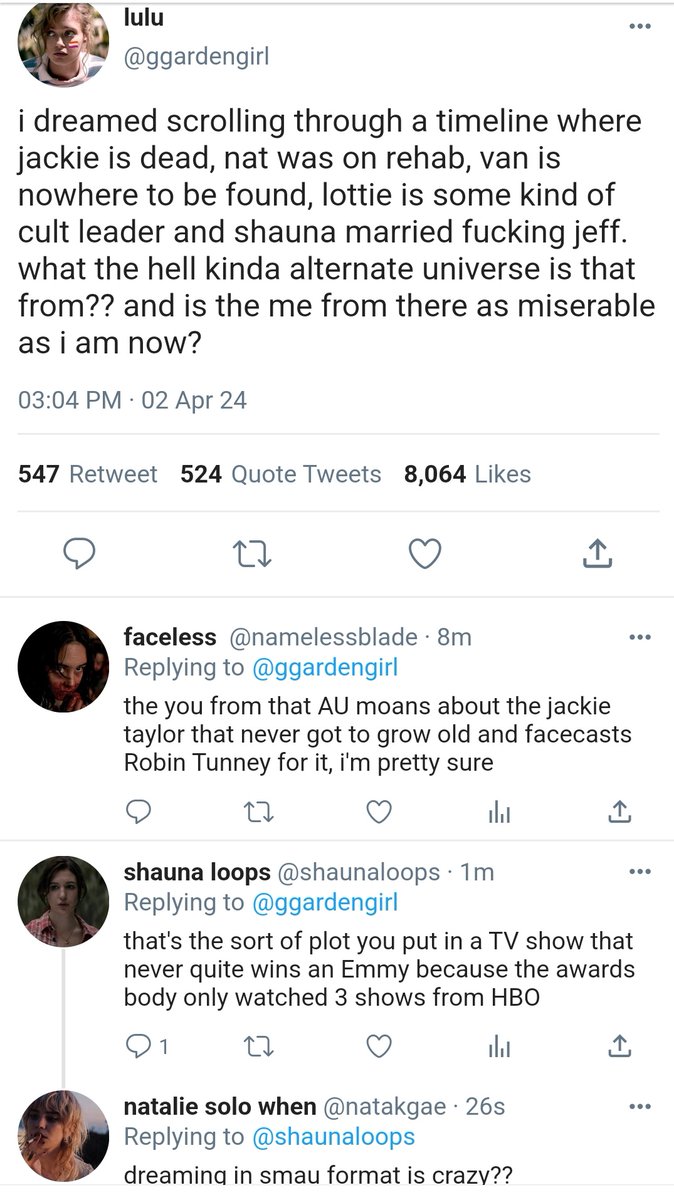 lulu
@ggardengirl
i dreamed scrolling through a timeline where
jackie is dead, nat was on rehab, van is
nowhere to be found, lottie is some kind of
cult leader and shauna married fucking jeff.
what the hell kinda alternate universe is that
from?? and is the me from there as miserable
as i am now?
03:04 PM · 02 Apr 24
547 Retweet 524 Quote Tweets 8,064 Likes
faceless @namelessblade · 8m
Replying to @ggardengirl
the you from that AU moans about the jackie
taylor that never got to grow old and facecasts
Robin Tunney for it, i'm pretty sure
shauna loops @shaunaloops · 1m
Replying to @ggardengirl
that's the sort of plot you put in a TV show that
never quite wins an Emmy because the awards
body only watched 3 shows from HBO
1
natalie solo when @natakgae · 26s
Replying to @shaunaloops
dreaming in smau format is crazy??